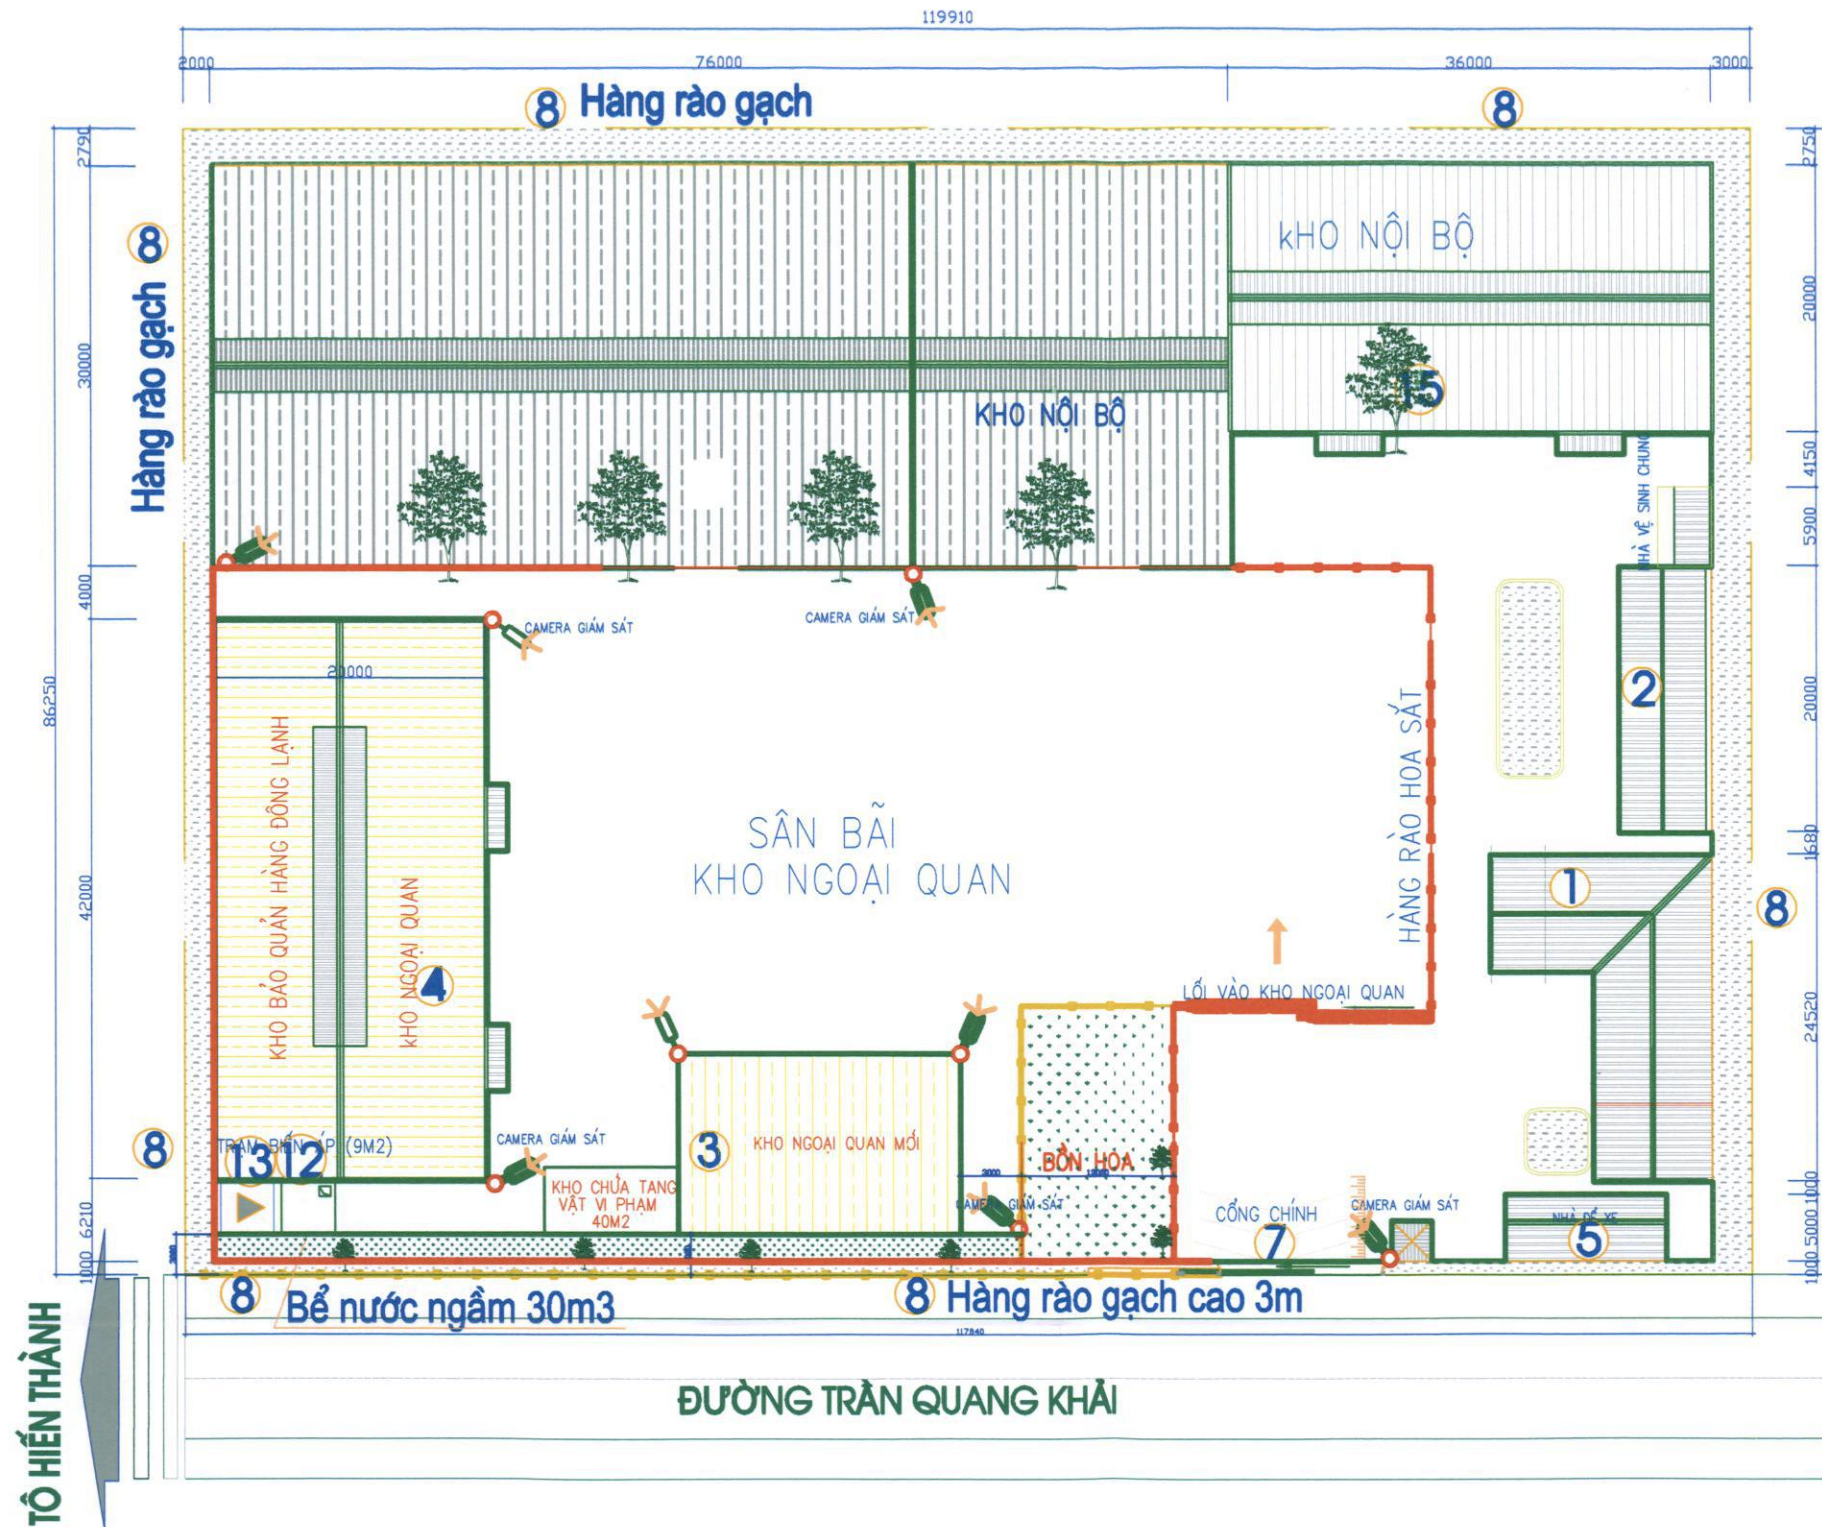 119910
2000
76000
36000
3000
8 Hàng rào gạch
8
2790
2750
Hàng rào gạch 8
KHO NỘI BỘ
20000
30000
15
KHO NỘI BỘ
4150
NHÀ VỆ SINH CHUNG
5900
4000
CAMERA GIÁM SÁT
CAMERA GIÁM SÁT
20000
86250
2
20000
HÀNG RÀO HOA SẮT
KHO BẢO QUẢN HÀNG ĐÔNG LẠNH
SÂN BÃI
KHO NGOẠI QUAN
1680
1
42000
8
KHO NGOẠI QUAN
4
LỐI VÀO KHO NGOẠI QUAN
24520
8
TRẠM BIẾN ÁP (9M2)
13
12
CAMERA GIÁM SÁT
3
KHO NGOẠI QUAN MỚI
BỒN HOA
3000
KHO CHỨA TANG
VẬT VI PHẠM
40M2
CAMERA GIÁM SÁT
CỔNG CHÍNH
7
CAMERA GIÁM SÁT
NHÀ ĐỂ XE
5
1000
5000
1000
6210
1000
8
Bể nước ngầm 30m3
8 Hàng rào gạch cao 3m
117840
TÔ HIẾN THÀNH
ĐƯỜNG TRẦN QUANG KHẢI